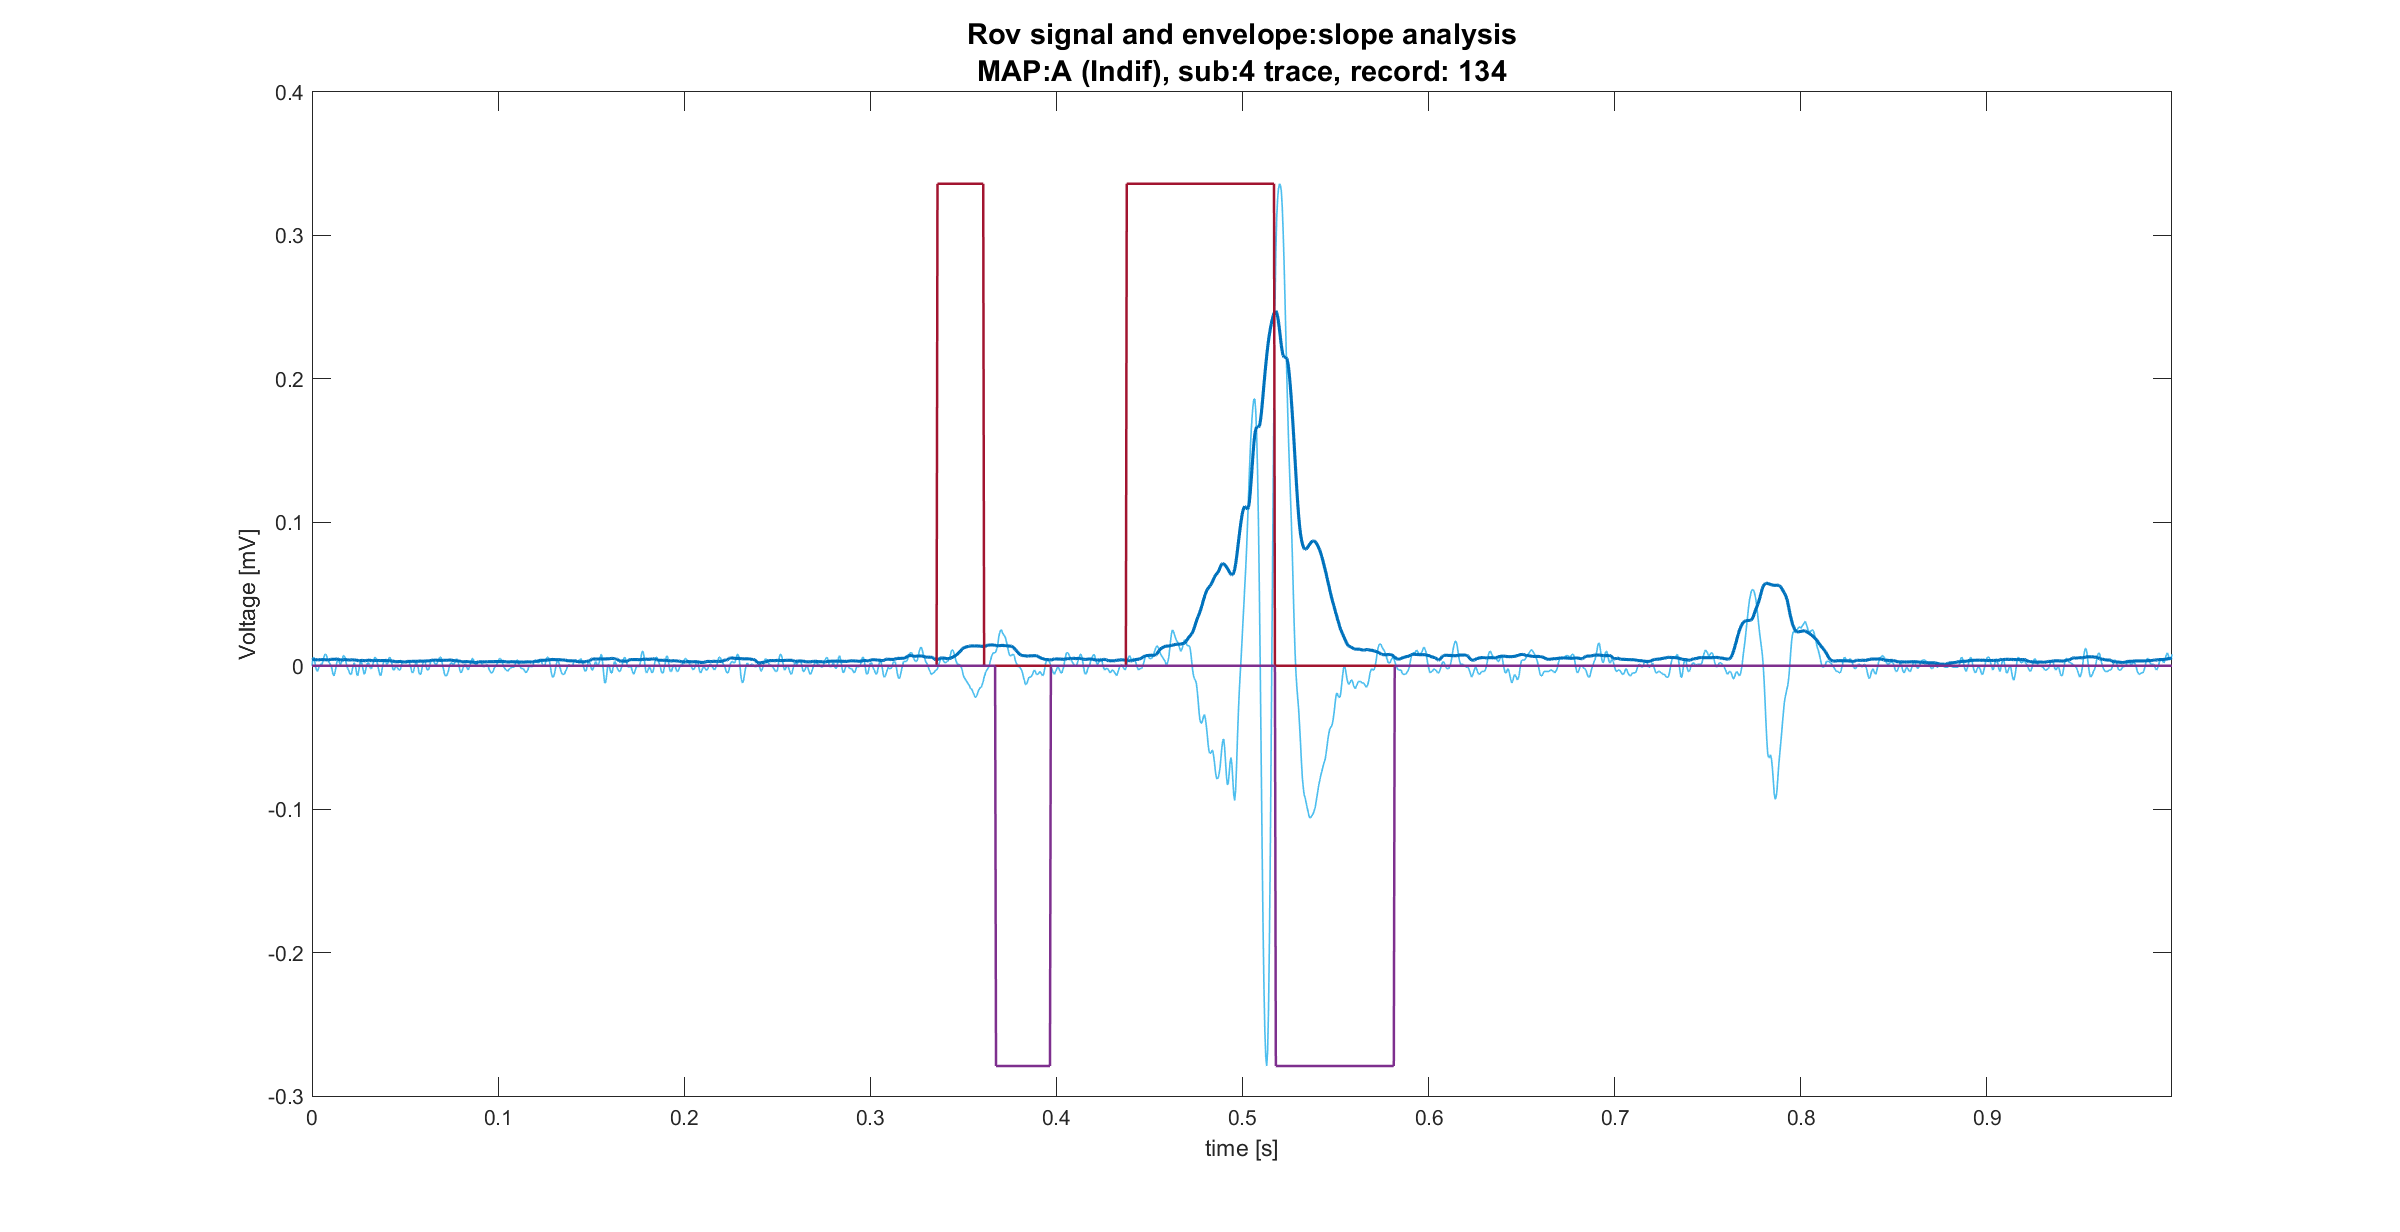 Rov signal and envelope:slope analysis
MAP:A (Indif), sub:4 trace, record: 134
0.4
0.3
0.2
0.1
0
-0.1
-0.2
-0.3
Voltage [mV]
0 0.1 0.2 0.3 0.4 0.5 0.6 0.7 0.8 0.9
time [s]